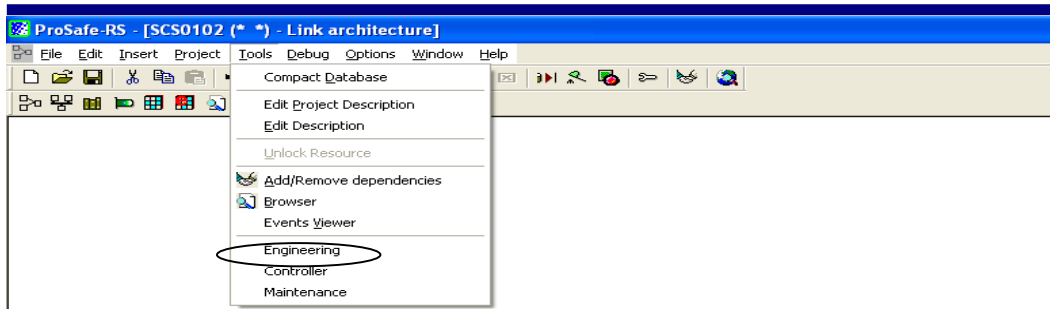 ProSafe-RS - [SCS0102 (* *) - Link architecture]
File Edit Insert Project Tools Debug Options Window Help
Compact Database
Edit Project Description
Edit Description
Unlock Resource
Add/Remove dependencies
Browser
Events Viewer
Engineering
Controller
Maintenance